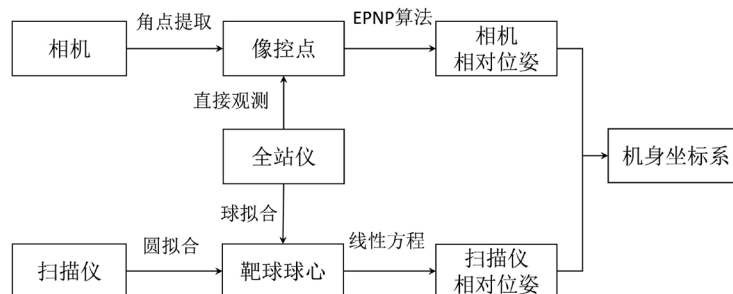 角点提取
EPNP算法
相机
像控点
相机
相对位姿
直接观测
全站仪
机身坐标系
球拟合
圆拟合
线性方程
扫描仪
靶球球心
扫描仪
相对位姿